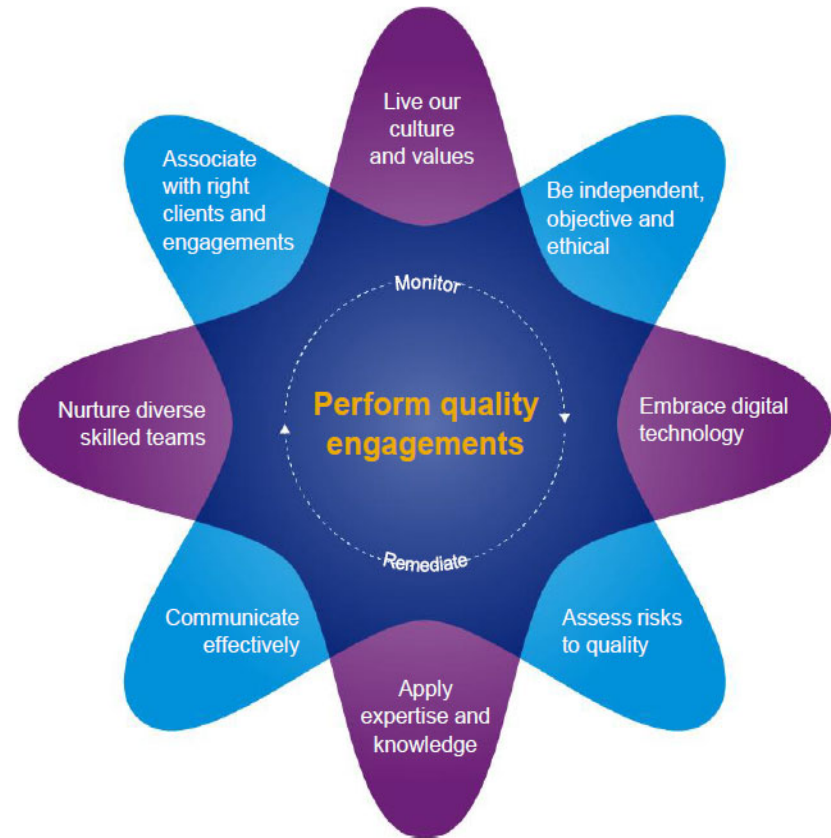 Live our
culture
and values
Associate
with right
clients and
engagements
Be independent,
objective and
ethical
Monitor
Nurture diverse
skilled teams
Perform quality
engagements
Embrace digital
technology
Remediate
Communicate
effectively
Assess risks
to quality
Apply
expertise and
knowledge